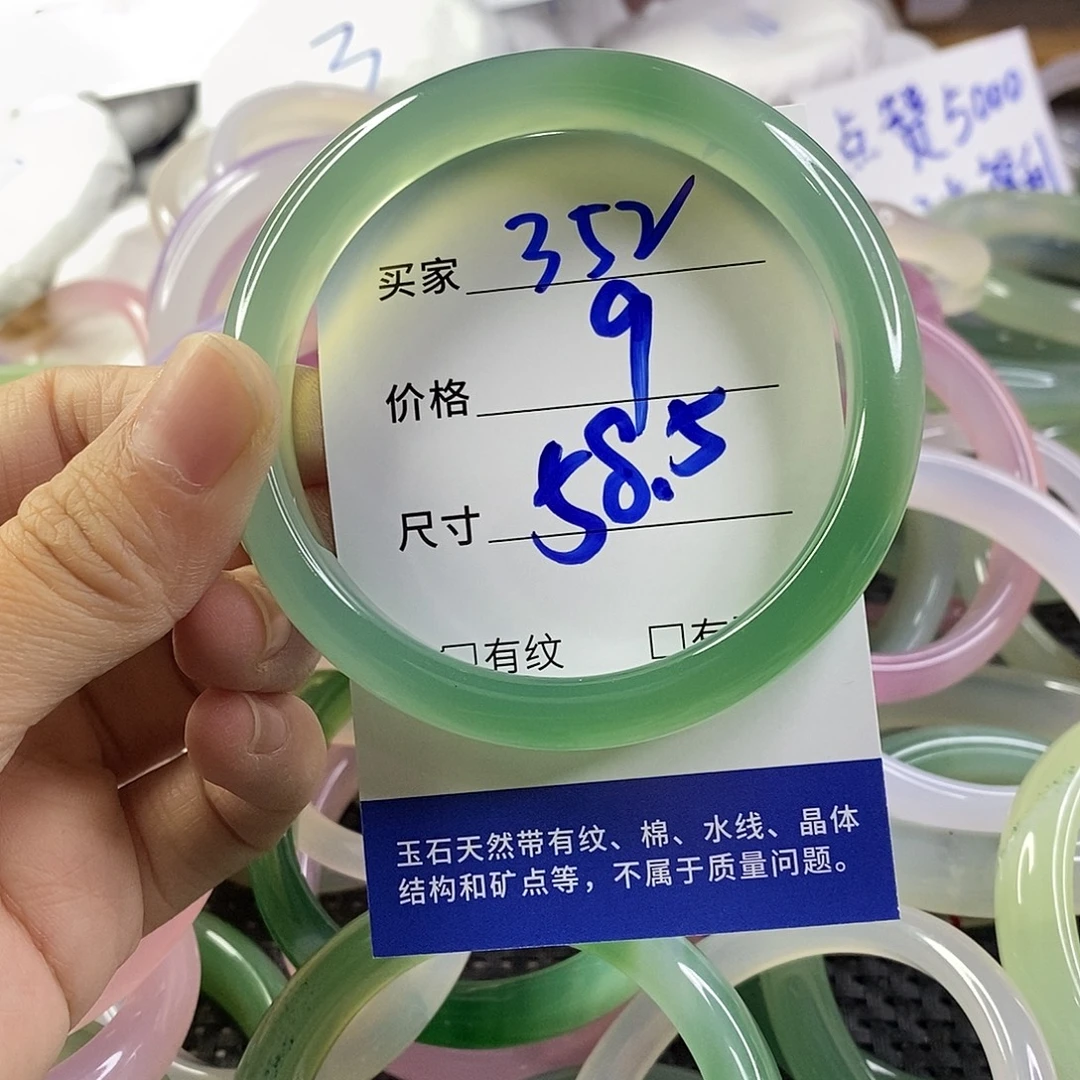 3
点赞5000
买家 352
价格 9
尺寸 58.5
□有纹 □有
玉石天然带有纹、棉、水线、晶体
结构和矿点等，不属于质量问题。